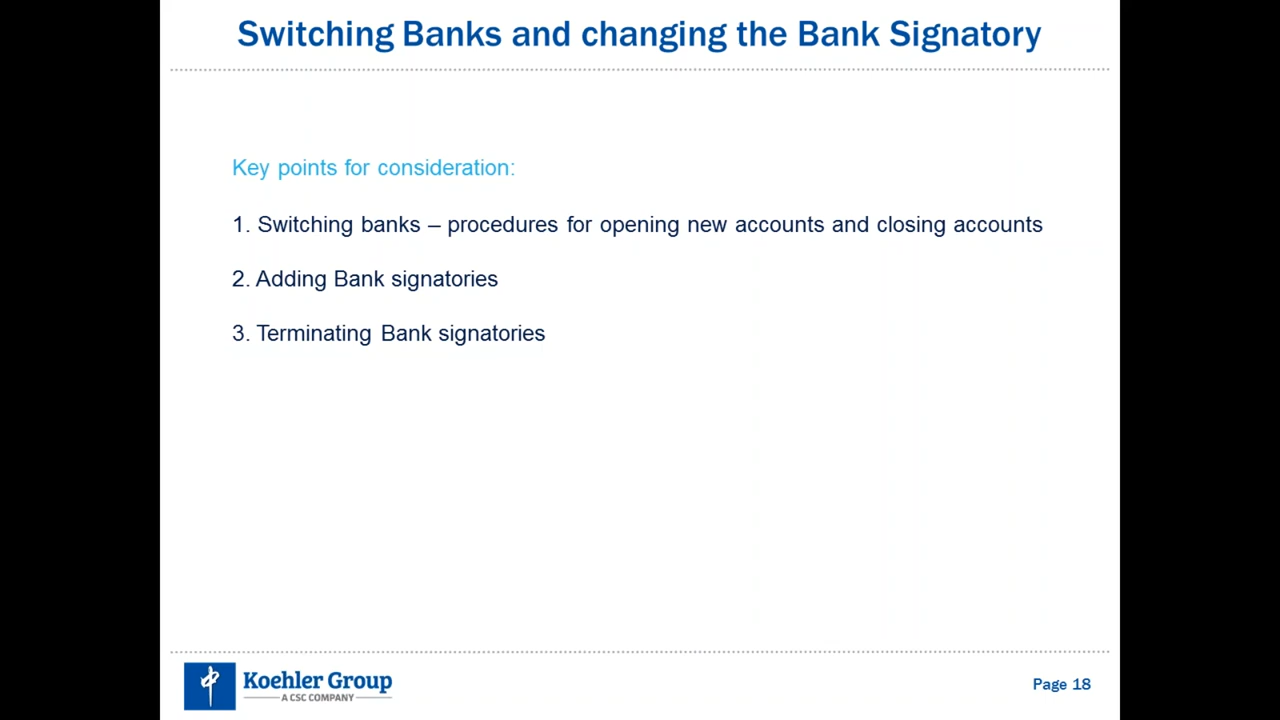 Switching Banks and changing the Bank Signatory
Key points for consideration:
1. Switching banks – procedures for opening new accounts and closing accounts
2. Adding Bank signatories
3. Terminating Bank signatories
Koehler Group
A CSC COMPANY
Page 18